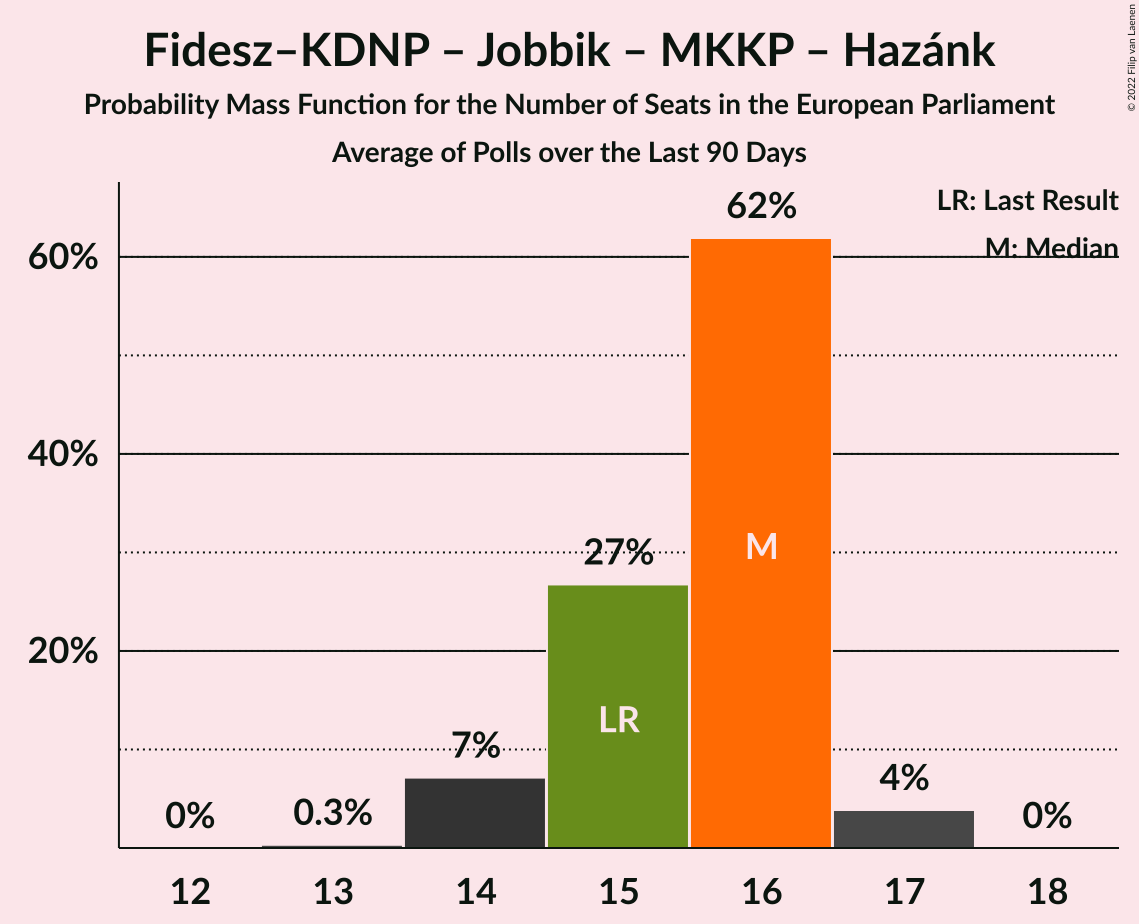 Fidesz–KDNP – Jobbik – MKKP – Hazánk
Probability Mass Function for the Number of Seats in the European Parliament
Average of Polls over the Last 90 Days
© 2022 Filip van Laenen
LR: Last Result
M: Median
60%
40%
20%
0%
0.3%
7%
27%
62%
4%
0%
LR
M
12 13 14 15 16 17 18